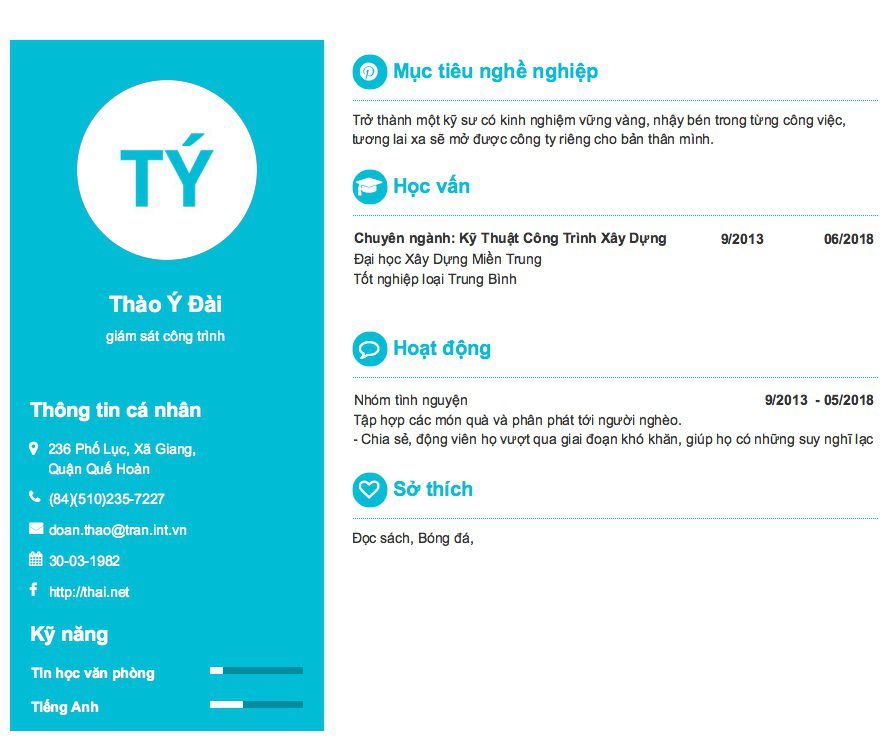 TÝ
Thào Ý Đài
giám sát công trình
Thông tin cá nhân
236 Phố Lục, Xã Giang,
Quận Quế Hoàn
(84)(510)235-7227
doan.thao@tran.int.vn
30-03-1982
http://thai.net
Kỹ năng
Tin học văn phòng
Tiếng Anh
Mục tiêu nghề nghiệp
Trở thành một kỹ sư có kinh nghiệm vững vàng, nhậy bén trong từng công việc,
tương lai xa sẽ mở được công ty riêng cho bản thân mình.
Học vấn
Chuyên ngành: Kỹ Thuật Công Trình Xây Dựng 9/2013 06/2018
Đại học Xây Dựng Miền Trung
Tốt nghiệp loại Trung Bình
Hoạt động
Nhóm tình nguyện 9/2013 - 05/2018
Tập hợp các món quà và phân phát tới người nghèo.
- Chia sẻ, động viên họ vượt qua giai đoạn khó khăn, giúp họ có những suy nghĩ lạc
Sở thích
Đọc sách, Bóng đá,